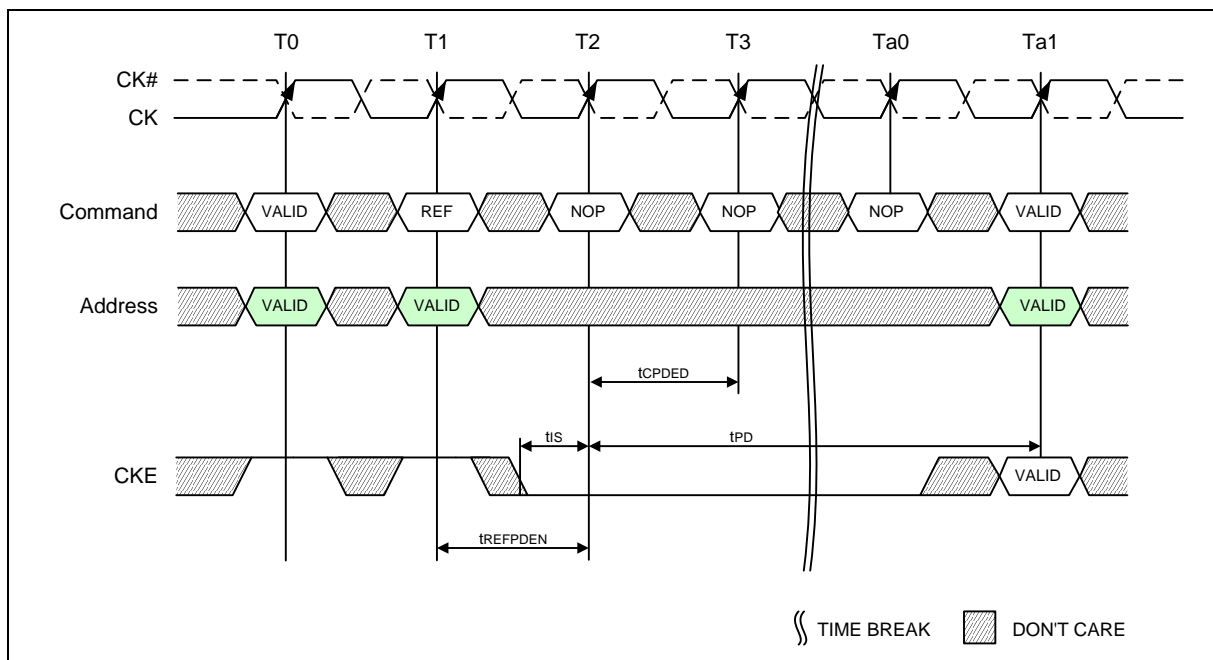 T0 T1 T2 T3 Ta0 Ta1
CK#
CK
Command VALID REF NOP NOP NOP VALID
Address VALID VALID VALID
tCPDED
tIS tPD
CKE VALID
tREFPDEN
TIME BREAK DON'T CARE